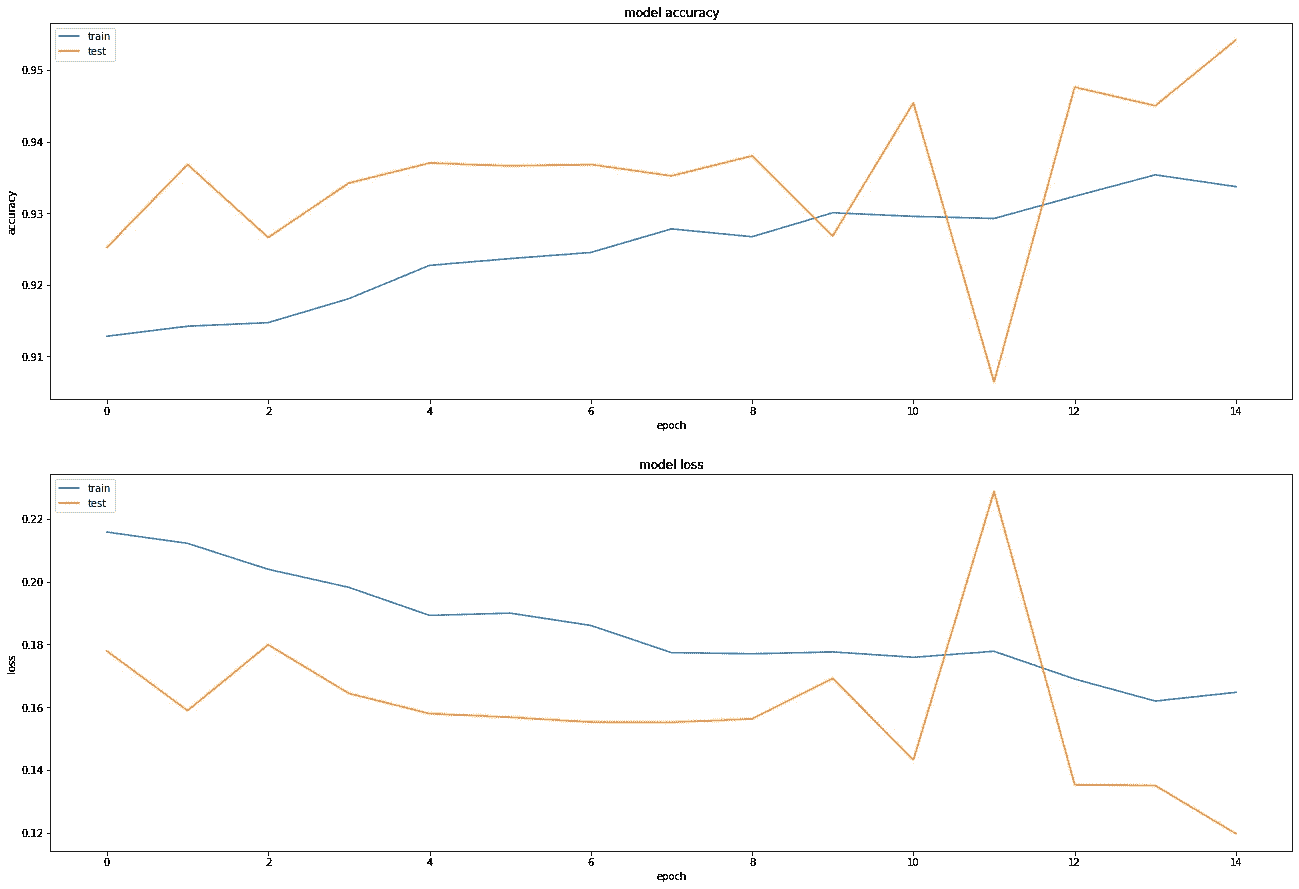 model accuracy
train
test
0.95
0.94
0.93
0.92
0.91
accuracy
0 2 4 6 8 10 12 14
epoch
model loss
train
test
0.22
0.20
0.18
0.16
0.14
0.12
loss
0 2 4 6 8 10 12 14
epoch